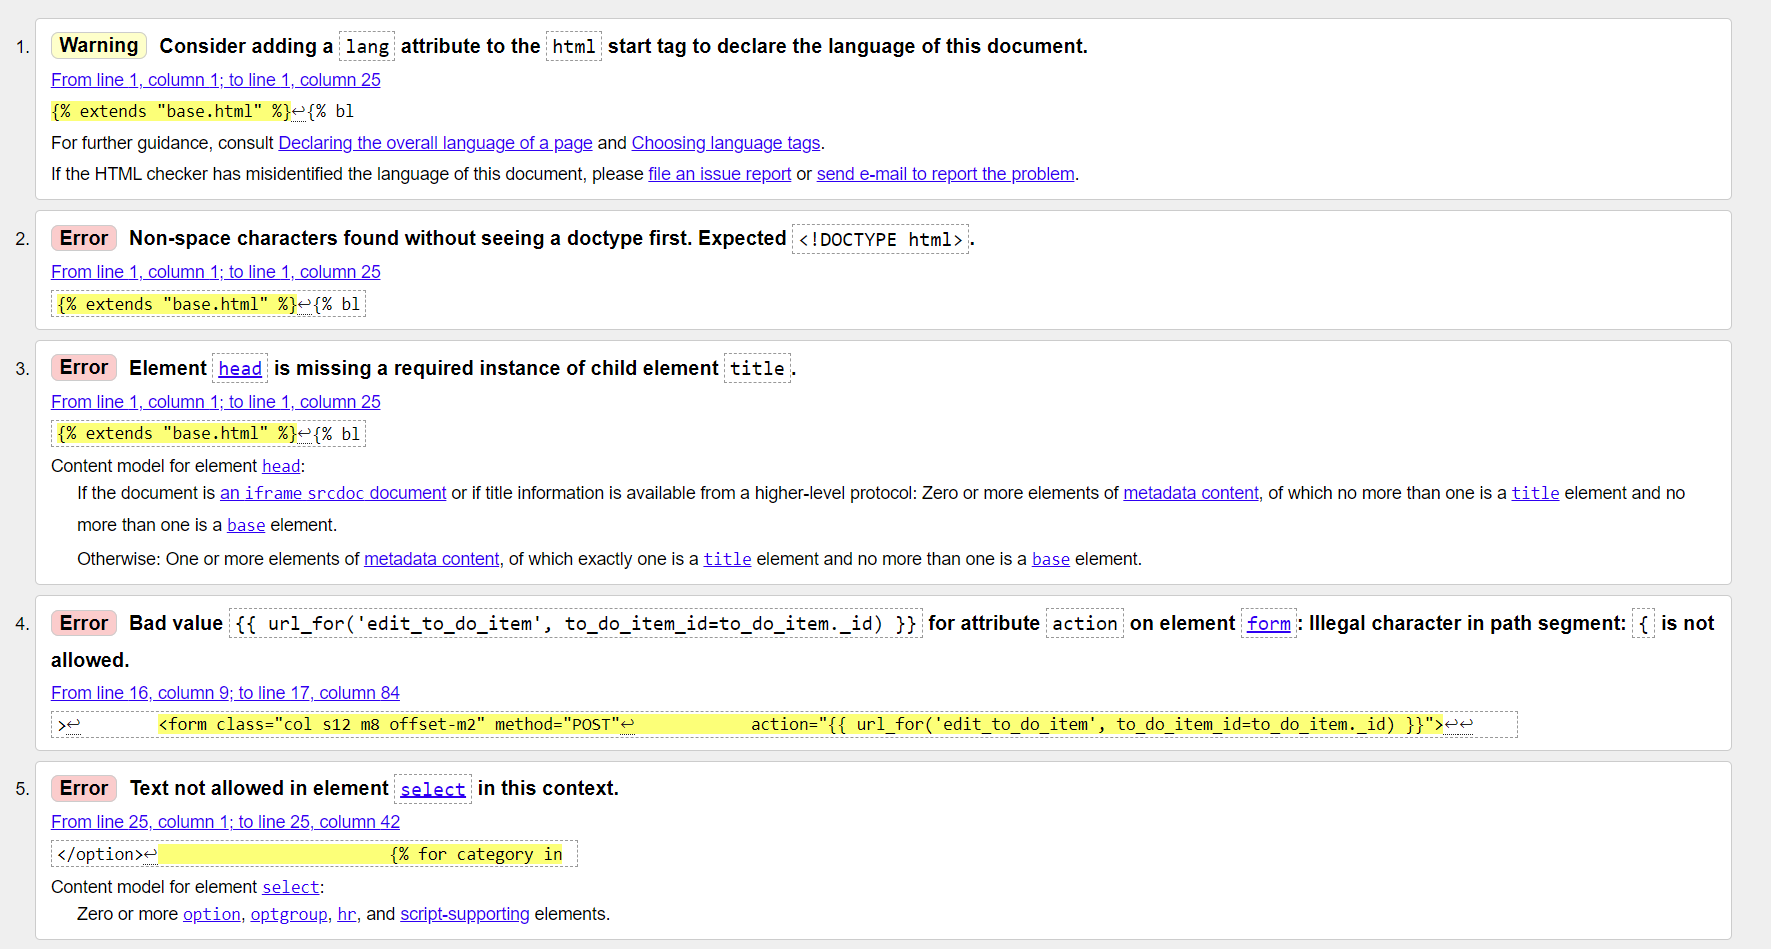 1. Warning Consider adding a lang attribute to the html start tag to declare the language of this document.
From line 1, column 1; to line 1, column 25
{% extends "base.html" %}↩{% bl
For further guidance, consult Declaring the overall language of a page and Choosing language tags.
If the HTML checker has misidentified the language of this document, please file an issue report or send e-mail to report the problem.
2. Error Non-space characters found without seeing a doctype first. Expected <!DOCTYPE html>.
From line 1, column 1; to line 1, column 25
{% extends "base.html" %}↩{% bl
3. Error Element head is missing a required instance of child element title.
From line 1, column 1; to line 1, column 25
{% extends "base.html" %}↩{% bl
Content model for element head:
If the document is an iframe srcdoc document or if title information is available from a higher-level protocol: Zero or more elements of metadata content, of which no more than one is a title element and no
more than one is a base element.
Otherwise: One or more elements of metadata content, of which exactly one is a title element and no more than one is a base element.
4. Error Bad value {{ url_for('edit_to_do_item', to_do_item_id=to_do_item._id) }} for attribute action on element form: Illegal character in path segment: { is not
allowed.
From line 16, column 9; to line 17, column 84
>↩ <form class="col s12 m8 offset-m2" method="POST"↩ action="{{ url_for('edit_to_do_item', to_do_item_id=to_do_item._id) }}">↩↩
5. Error Text not allowed in element select in this context.
From line 25, column 1; to line 25, column 42
</option>↩ {% for category in
Content model for element select:
Zero or more option, optgroup, hr, and script-supporting elements.